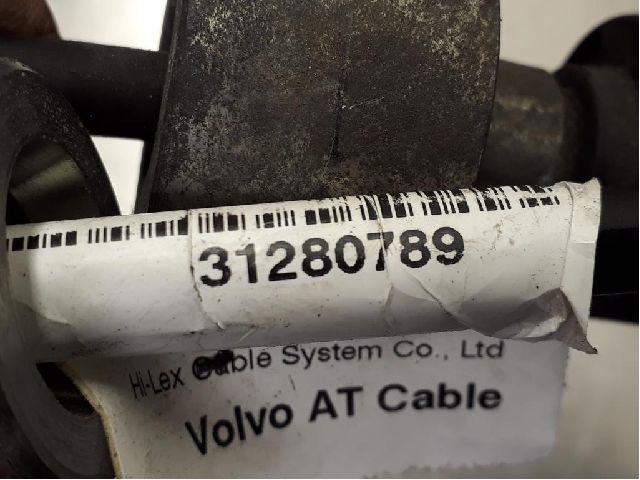 31280789
Hi-Lex Cable System Co., Ltd
Volvo AT Cable